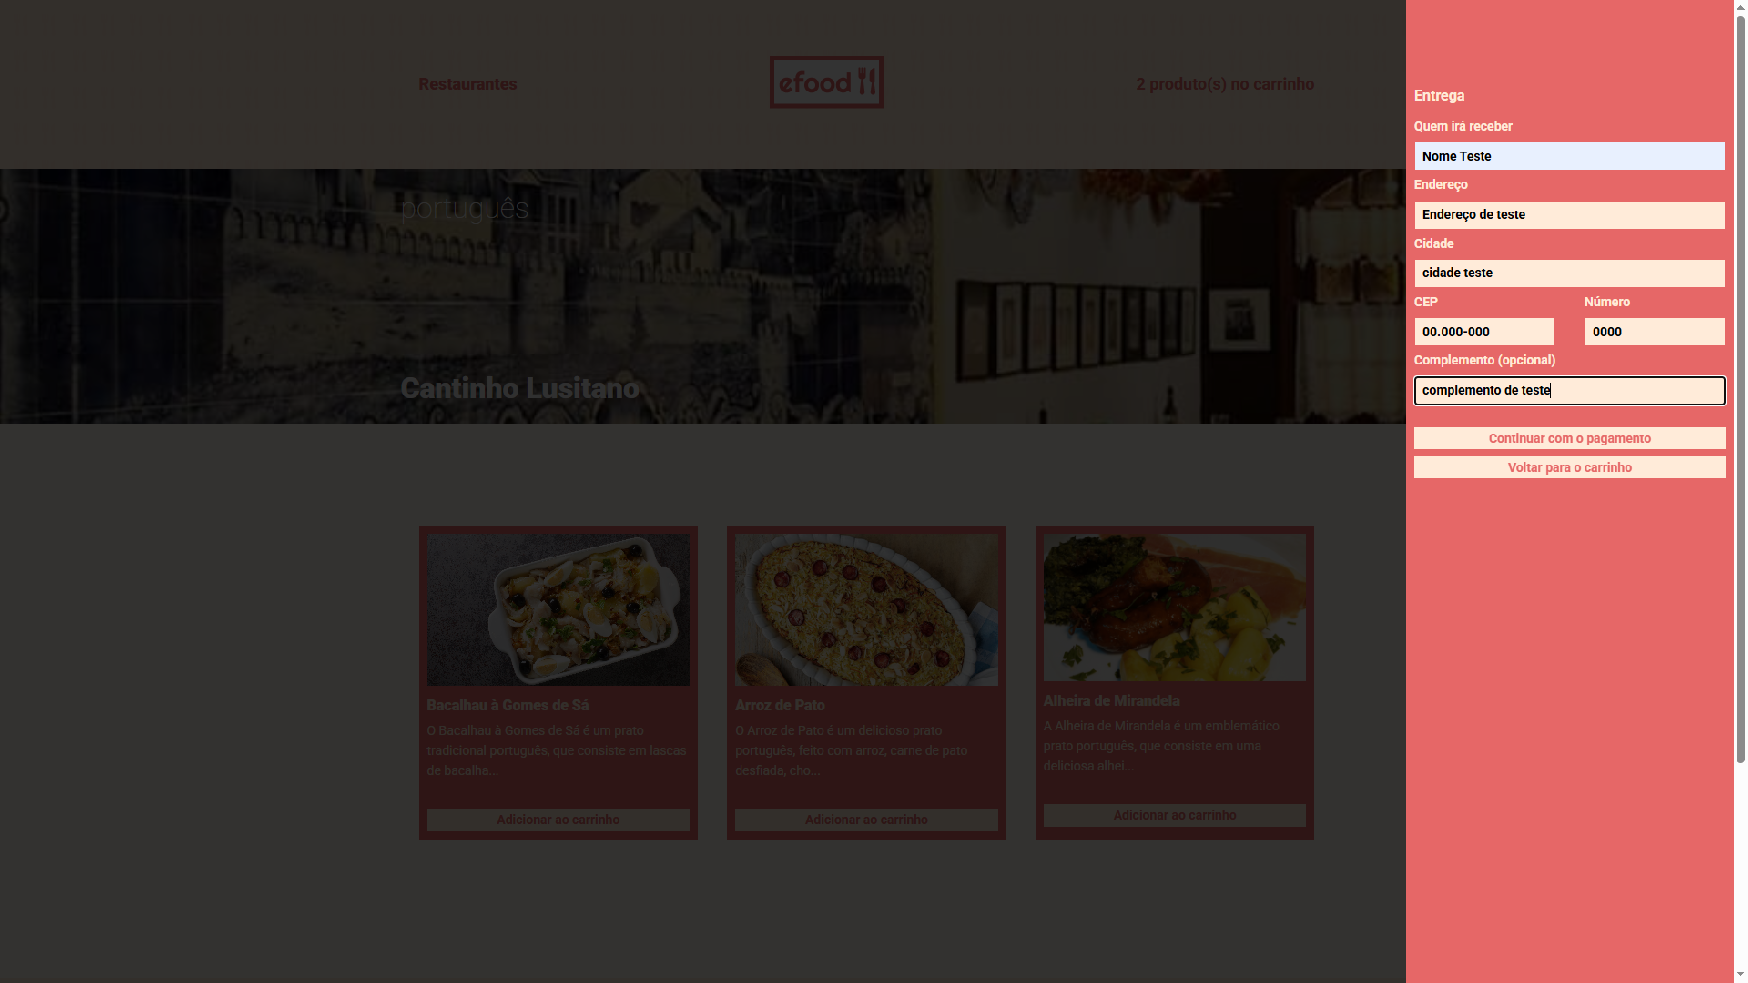 Restaurantes
efood
2 produto(s) no carrinho
português
Cantinho Lusitano
Bacalhau à Gomes de Sá
O Bacalhau à Gomes de Sá é um prato
tradicional português, que consiste em lascas
de bacalha...
Adicionar ao carrinho
Arroz de Pato
O Arroz de Pato é um delicioso prato
português, feito com arroz, carne de pato
desfiada, cho...
Adicionar ao carrinho
Alheira de Mirandela
A Alheira de Mirandela é um emblemático
prato português, que consiste em uma
deliciosa alhei...
Adicionar ao carrinho
Entrega
Quem irá receber
Nome Teste
Endereço
Endereço de teste
Cidade
cidade teste
CEP
Número
00.000-000
0000
Complemento (opcional)
complemento de teste
Continuar com o pagamento
Voltar para o carrinho